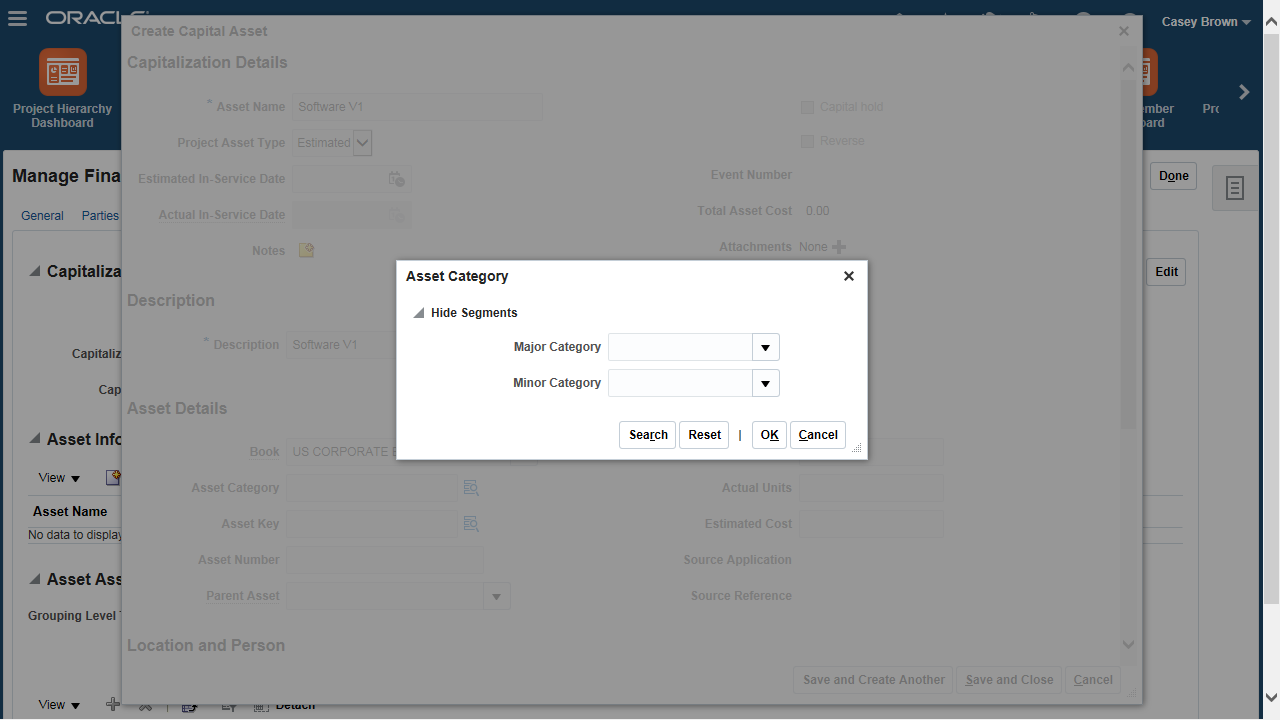 ORACLE
Casey Brown
Project Hierarchy
Dashboard
Manage Fina
Done
General
Parties
Capitaliza
Edit
Capitaliz
Cap
Asset Info
View
Asset Name
No data to display
Asset Ass
Grouping Level
View
Detach
Create Capital Asset
Capitalization Details
* Asset Name Software V1
Capital hold
Project Asset Type Estimated
Reverse
Estimated In-Service Date
Event Number
Actual In-Service Date
Total Asset Cost 0.00
Notes
Attachments None
Description
* Description Software V1
Asset Details
Book US CORPORATE
Asset Category
Actual Units
Asset Key
Estimated Cost
Asset Number
Source Application
Parent Asset
Source Reference
Location and Person
Save and Create Another
Save and Close
Cancel
Asset Category
Hide Segments
Major Category
Minor Category
Search
Reset
|
OK
Cancel